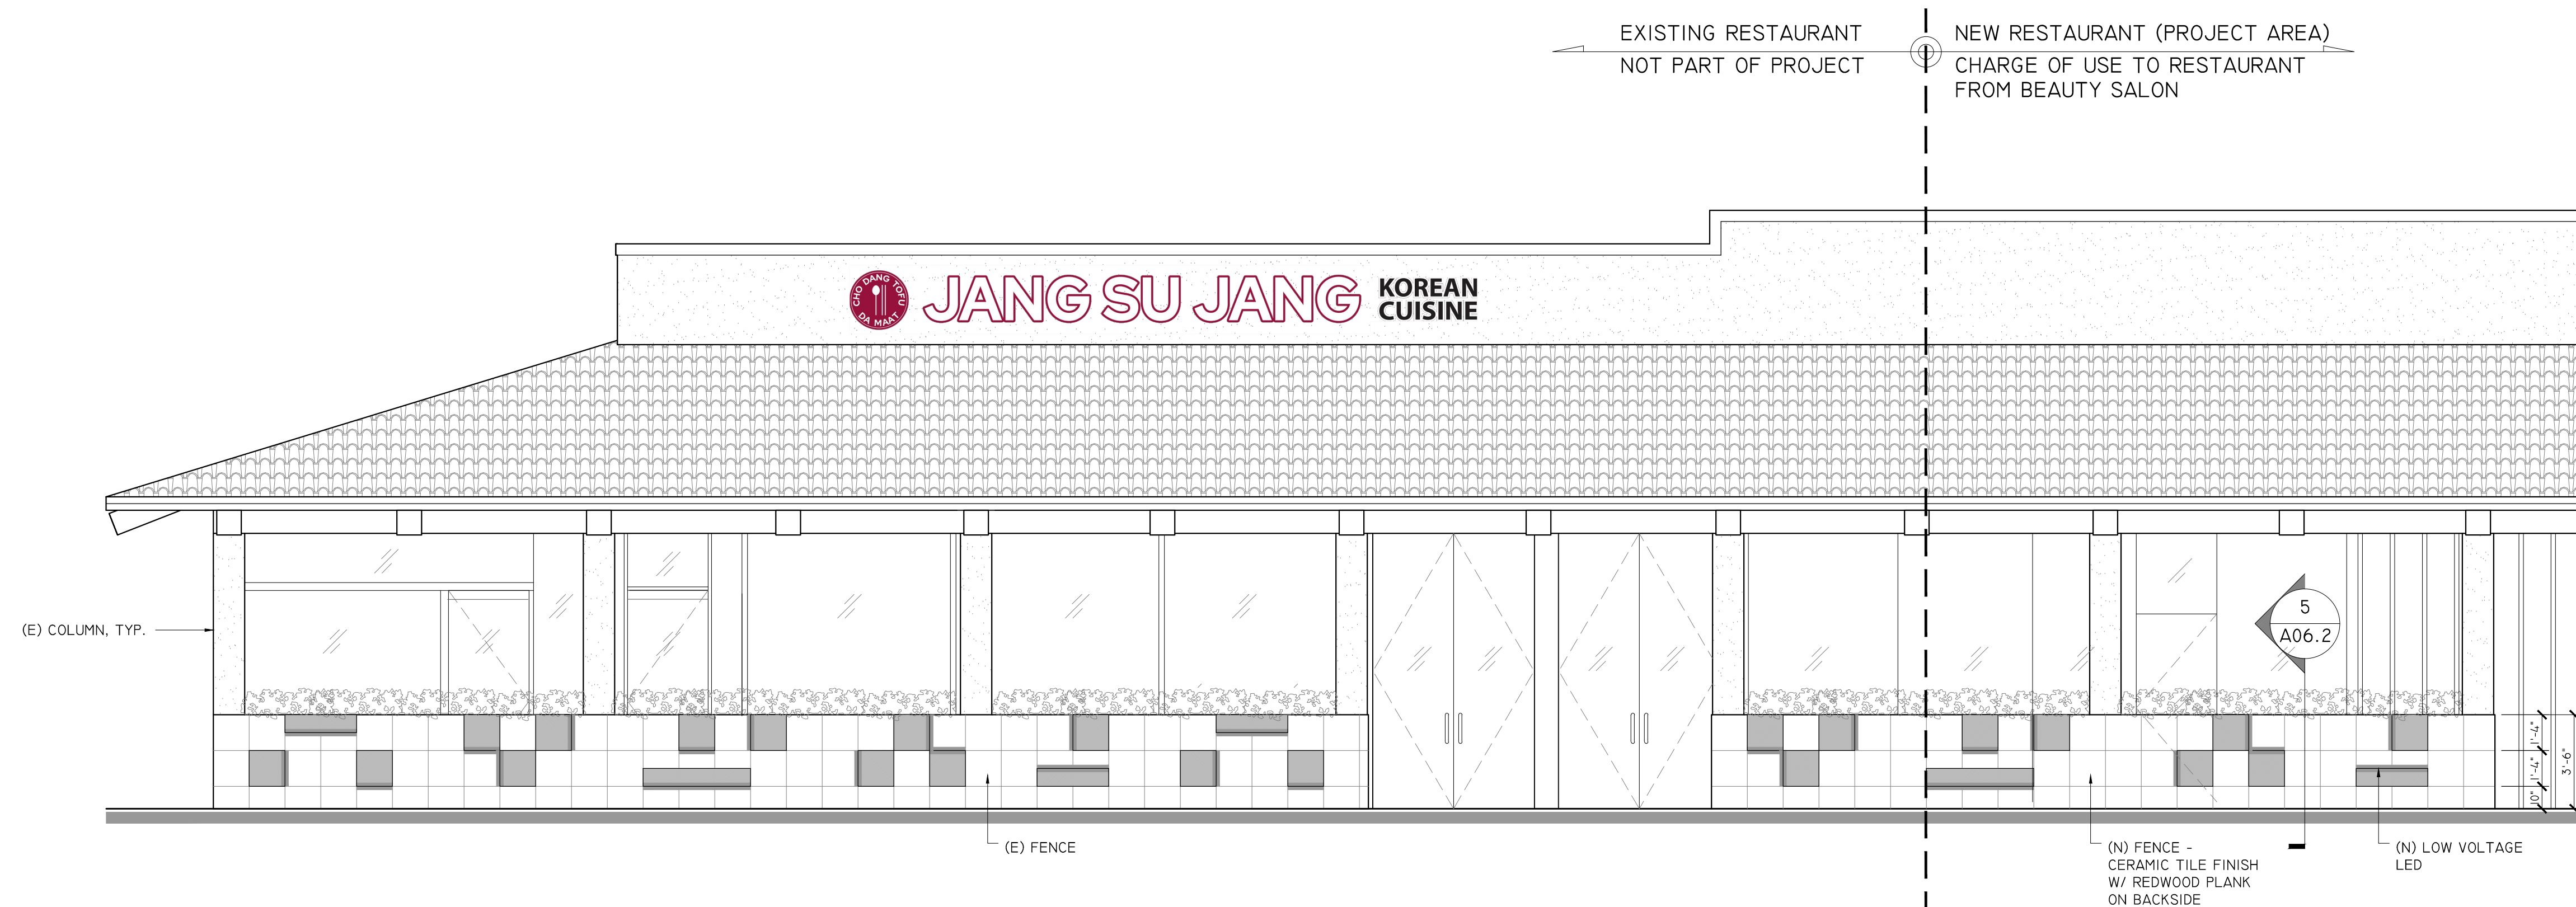 EXISTING RESTAURANT
NOT PART OF PROJECT
NEW RESTAURANT (PROJECT AREA)
CHARGE OF USE TO RESTAURANT
FROM BEAUTY SALON
CHO DANG TOFU
DA MAAT
JANG SU JANG
KOREAN
CUISINE
(E) COLUMN, TYP.
5
A06.2
1'-4"
1'-4"
10"
3'-6"
(E) FENCE
(N) FENCE -
CERAMIC TILE FINISH
W/ REDWOOD PLANK
ON BACKSIDE
(N) LOW VOLTAGE
LED